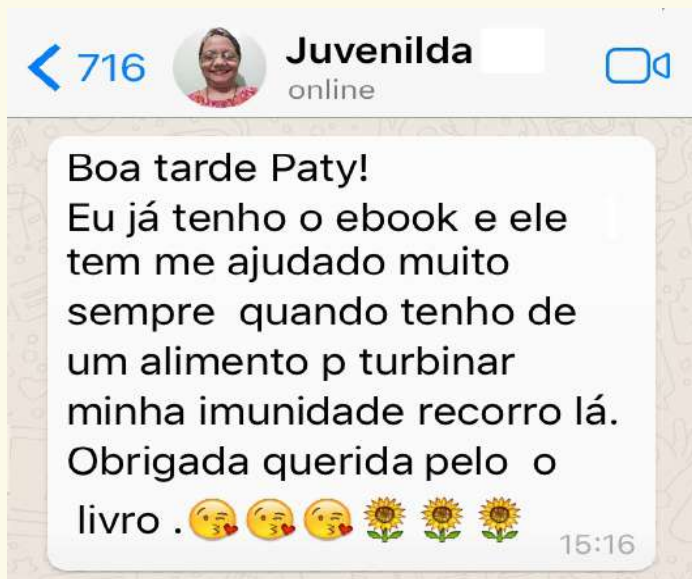 716
Juvenilda
online
Boa tarde Paty!
Eu já tenho o ebook e ele
tem me ajudado muito
sempre quando tenho de
um alimento p turbinar
minha imunidade recorro lá.
Obrigada querida pelo o
livro .😘😘😘🌻🌻🌻
15:16